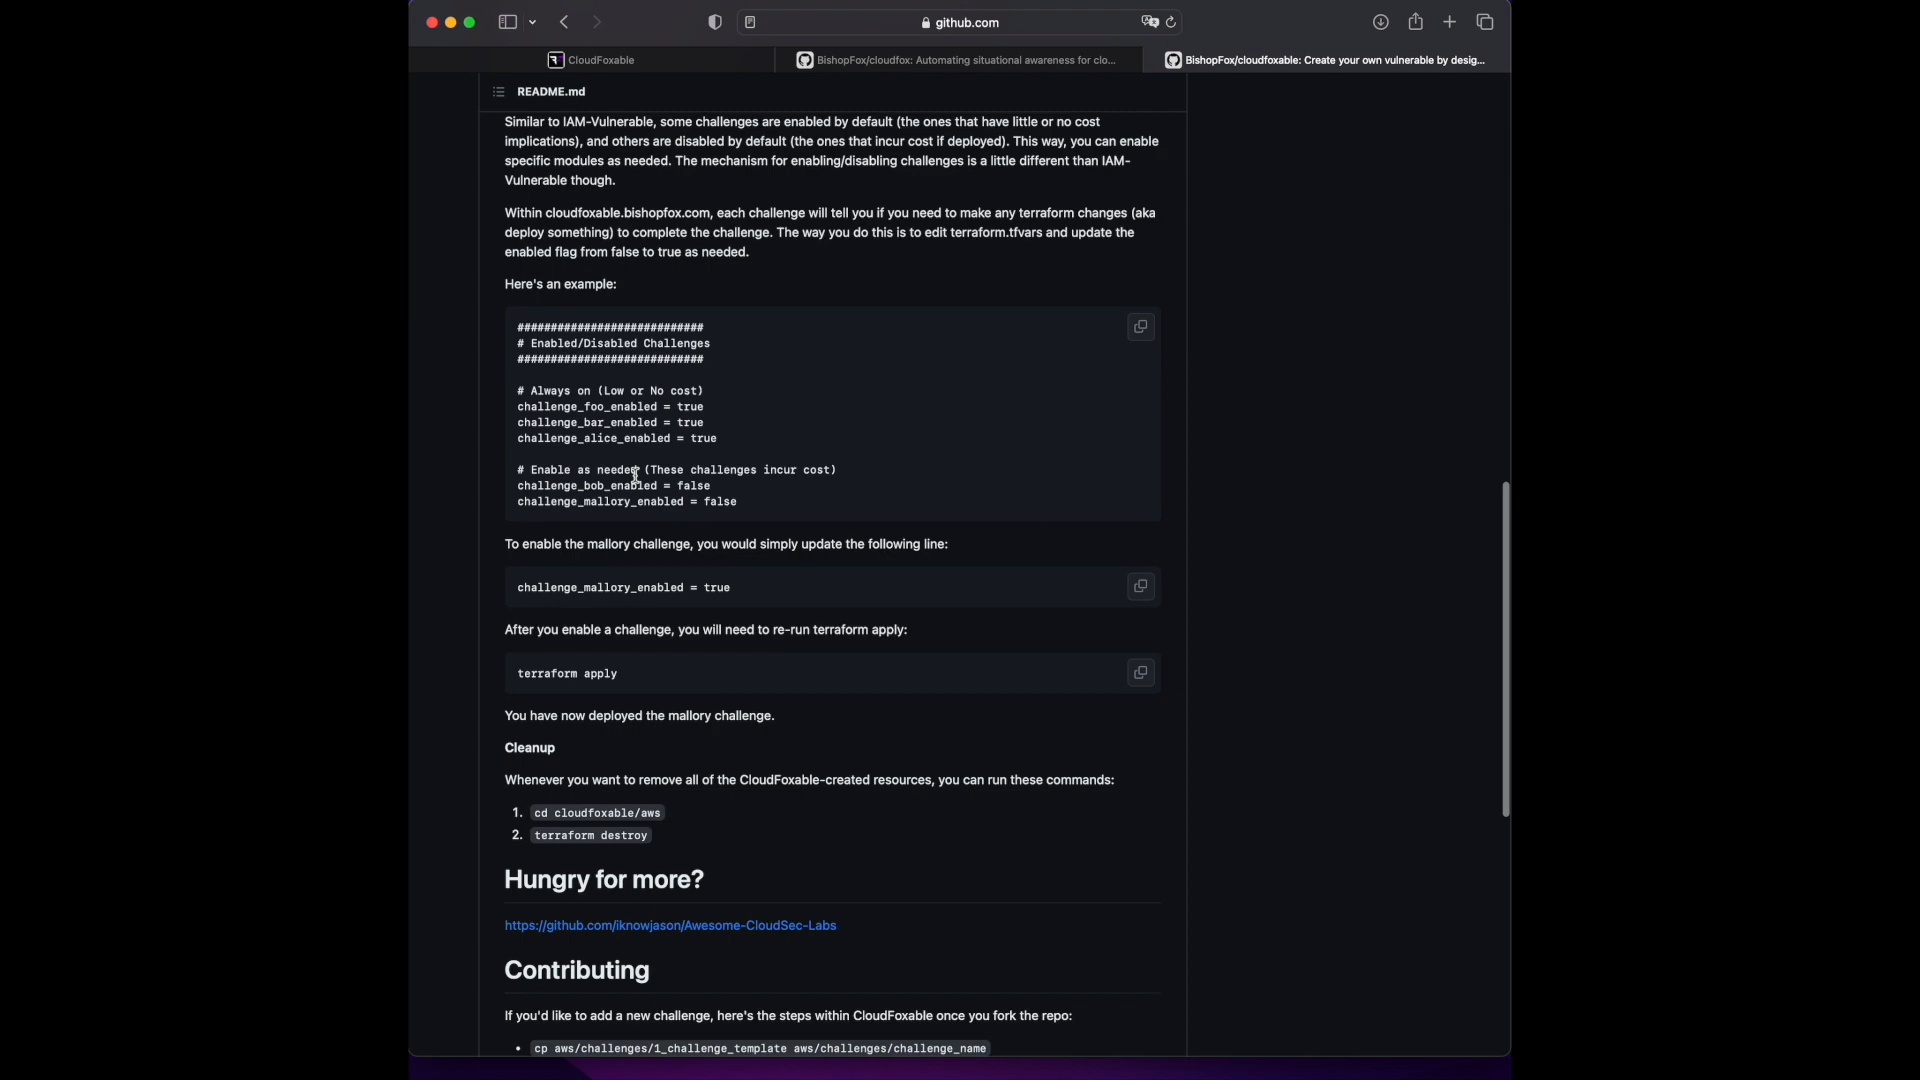 github.com
CloudFoxable
BishopFox/cloudfox: Automating situational awareness for clo...
BishopFox/cloudfoxable: Create your own vulnerable by desig...
README.md
Similar to IAM-Vulnerable, some challenges are enabled by default (the ones that have little or no cost
implications), and others are disabled by default (the ones that incur cost if deployed). This way, you can enable
specific modules as needed. The mechanism for enabling/disabling challenges is a little different than IAM-
Vulnerable though.
Within cloudfoxable.bishopfox.com, each challenge will tell you if you need to make any terraform changes (aka
deploy something) to complete the challenge. The way you do this is to edit terraform.tfvars and update the
enabled flag from false to true as needed.
Here's an example:
############################
# Enabled/Disabled Challenges
############################
# Always on (Low or No cost)
challenge_foo_enabled = true
challenge_bar_enabled = true
challenge_alice_enabled = true
# Enable as needed (These challenges incur cost)
challenge_bob_enabled = false
challenge_mallory_enabled = false
To enable the mallory challenge, you would simply update the following line:
challenge_mallory_enabled = true
After you enable a challenge, you will need to re-run terraform apply:
terraform apply
You have now deployed the mallory challenge.
Cleanup
Whenever you want to remove all of the CloudFoxable-created resources, you can run these commands:
1. cd cloudfoxable/aws
2. terraform destroy
Hungry for more?
https://github.com/iknowjason/Awesome-CloudSec-Labs
Contributing
If you'd like to add a new challenge, here's the steps within CloudFoxable once you fork the repo:
• cp aws/challenges/1_challenge_template aws/challenges/challenge_name